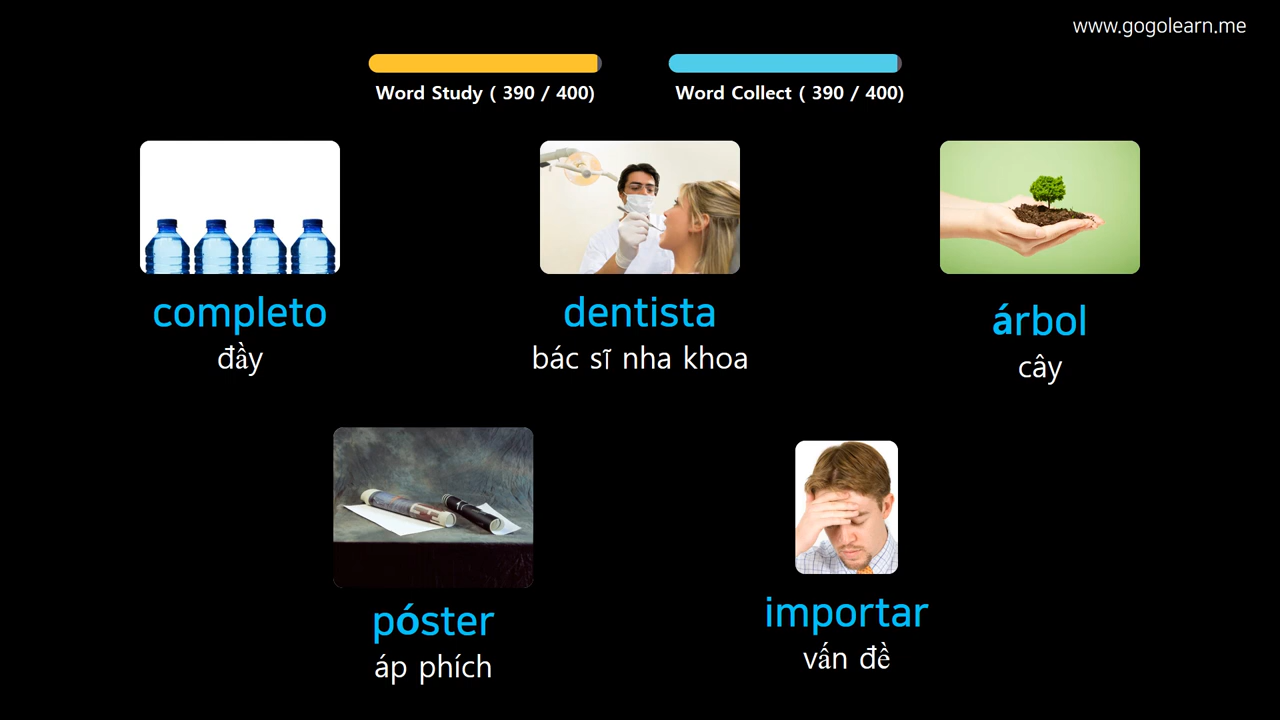 www.gogolearn.me
Word Study ( 390 / 400)
Word Collect ( 390 / 400)
completo
đầy
dentista
bác sĩ nha khoa
árbol
cây
póster
áp phích
importar
vấn đề